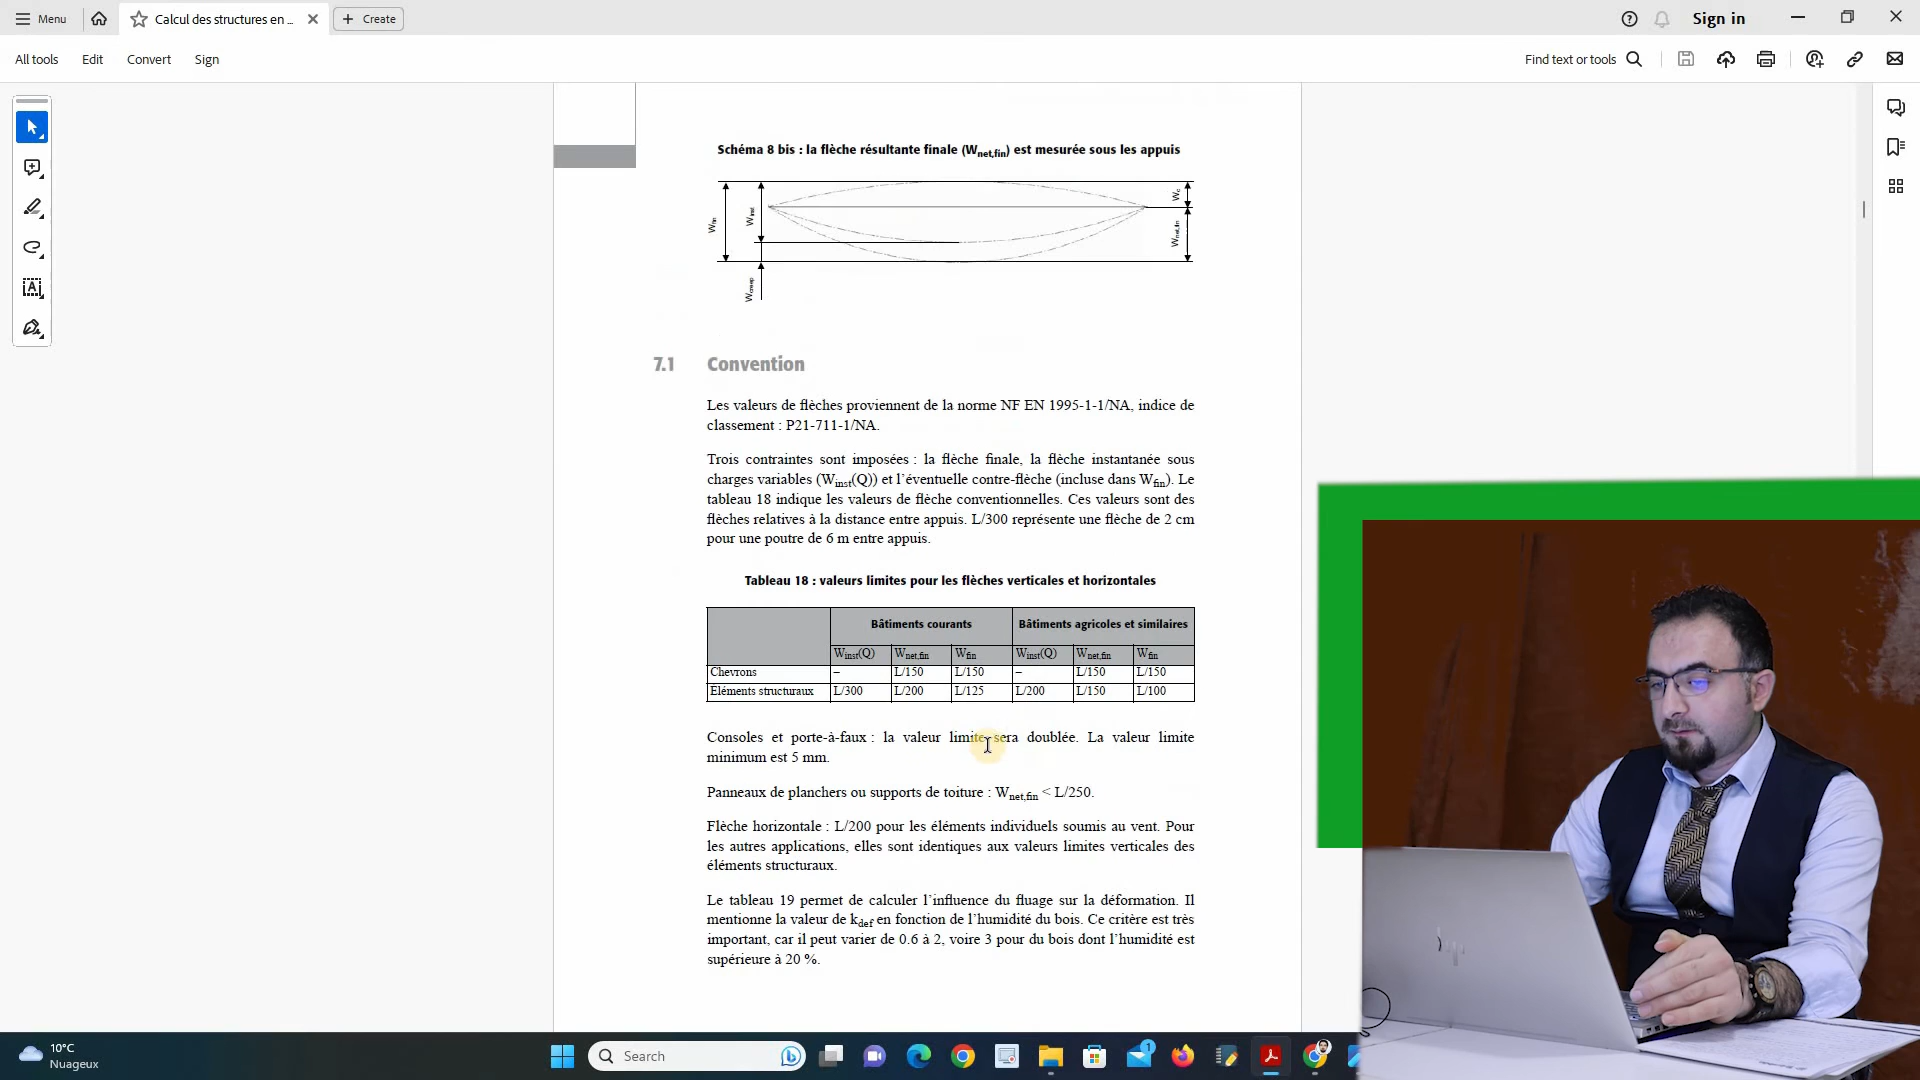 Menu
Calcul des structures en ...
Create
Sign in
All tools
Edit
Convert
Sign
Find text or tools
Schéma 8 bis : la flèche résultante finale (Wnet,fin) est mesurée sous les appuis
Wfin
Winst
Wc
Wnet,fin
Wcreep
7.1 Convention
Les valeurs de flèches proviennent de la norme NF EN 1995-1-1/NA, indice de
classement : P21-711-1/NA.
Trois contraintes sont imposées : la flèche finale, la flèche instantanée sous
charges variables (Winst(Q)) et l'éventuelle contre-flèche (incluse dans Wfin). Le
tableau 18 indique les valeurs de flèche conventionnelles. Ces valeurs sont des
flèches relatives à la distance entre appuis. L/300 représente une flèche de 2 cm
pour une poutre de 6 m entre appuis.
Tableau 18 : valeurs limites pour les flèches verticales et horizontales
Bâtiments courants Bâtiments agricoles et similaires
Winst(Q) Wnet,fin Wfin Winst(Q) Wnet,fin Wfin
Chevrons – L/150 L/150 – L/150 L/150
Éléments structuraux L/300 L/200 L/125 L/200 L/150 L/100
Consoles et porte-à-faux : la valeur limite sera doublée. La valeur limite
minimum est 5 mm.
Panneaux de planchers ou supports de toiture : Wnet,fin < L/250.
Flèche horizontale : L/200 pour les éléments individuels soumis au vent. Pour
les autres applications, elles sont identiques aux valeurs limites verticales des
éléments structuraux.
Le tableau 19 permet de calculer l'influence du fluage sur la déformation. Il
mentionne la valeur de kdef en fonction de l'humidité du bois. Ce critère est très
important, car il peut varier de 0.6 à 2, voire 3 pour du bois dont l'humidité est
supérieure à 20 %.
10°C
Nuageux
Search
1